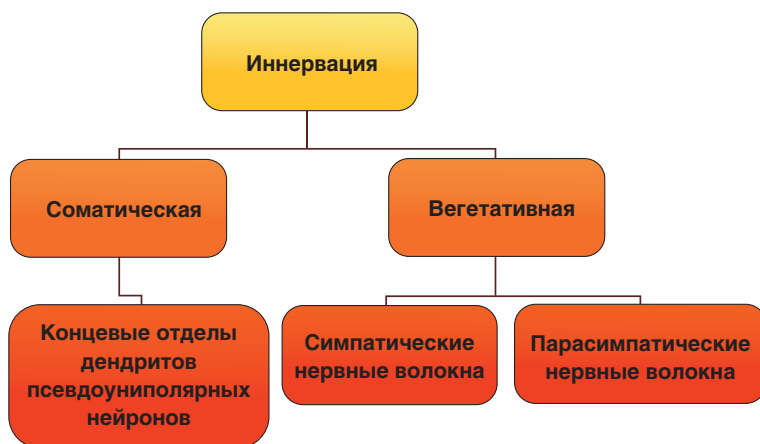 Иннервация
Соматическая
Вегетативная
Концевые отделы
дендритов
псевдоуниполярных
нейронов
Симпатические
нервные волокна
Парасимпатические
нервные волокна